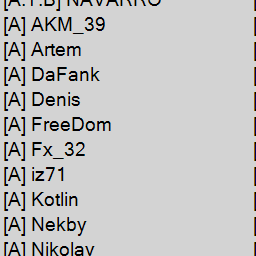 [A.T.B] NAVARRO
[A] AKM_39
[A] Artem
[A] DaFank
[A] Denis
[A] FreeDom
[A] Fx_32
[A] iz71
[A] Kotlin
[A] Nekby
[A] Nikolay